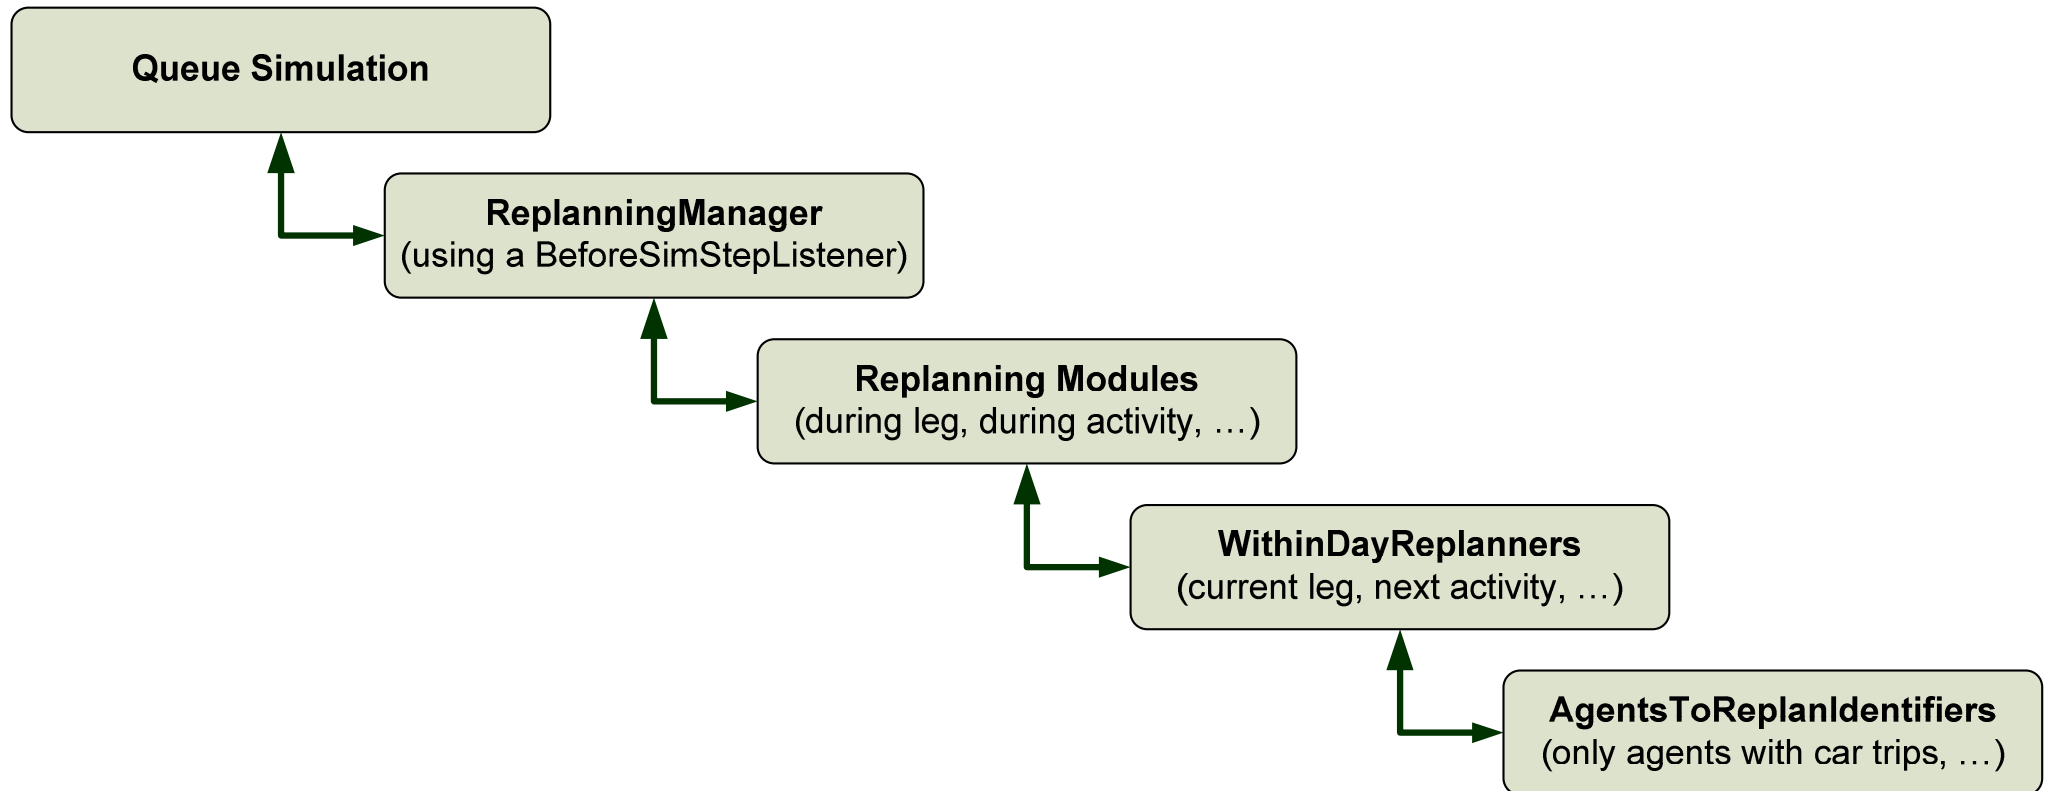 Queue Simulation
ReplanningManager
(using a BeforeSimStepListener)
Replanning Modules
(during leg, during activity, …)
WithinDayReplanners
(current leg, next activity, …)
AgentsToReplanIdentifiers
(only agents with car trips, …)